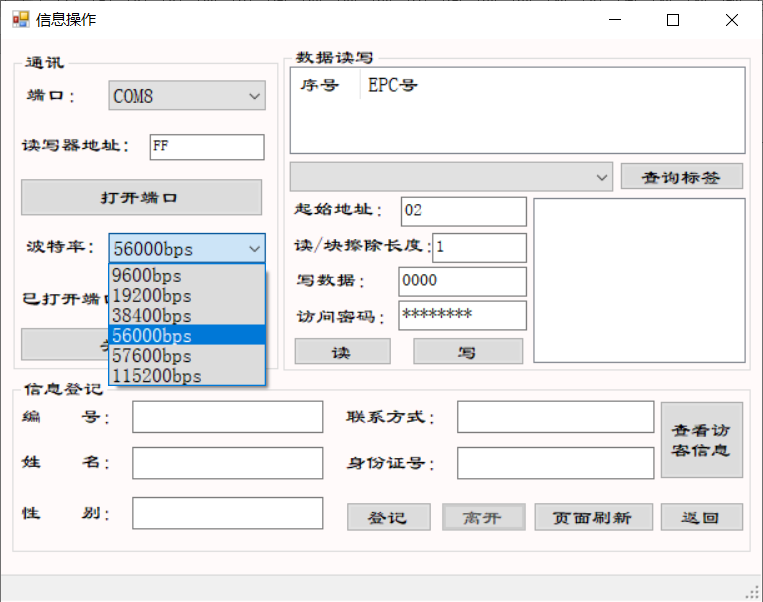 信息操作
通讯
端口：
COM8
读写器地址：
FF
打开端口
波特率：
56000bps
9600bps
19200bps
38400bps
56000bps
57600bps
115200bps
已打开端口
数据读写
序号 EPC号
查询标签
起始地址：
02
读/块擦除长度：
1
写数据：
0000
访问密码：
********
读 写
信息登记
编 号：
联系方式：
姓 名：
身份证号：
性 别：
查看访
客信息
登记 离开 页面刷新 返回